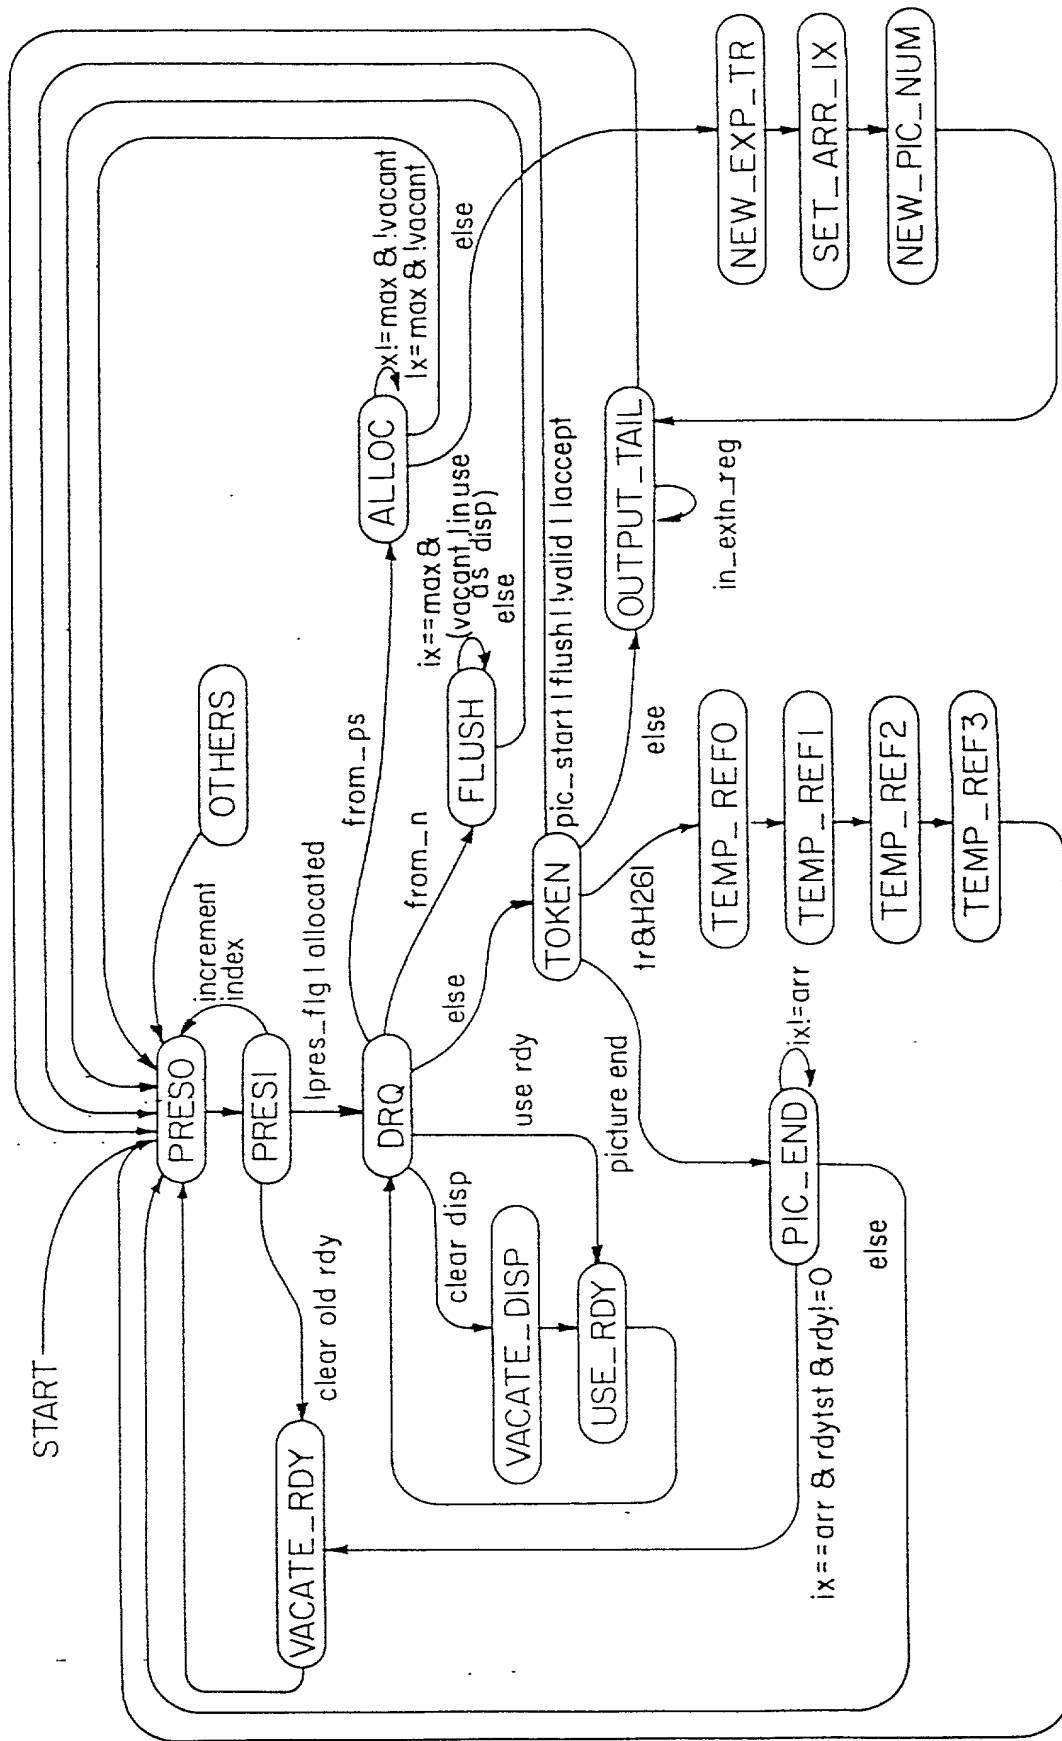 START
PRES0
PRES1
OTHERS
increment
index
clear old rdy
VACATE_RDY
!pres_flg | allocated
DRQ
from_ps
from_n
else
use rdy
clear disp
VACATE_DISP
USE_RDY
ALLOC
x!=max & !vacant
!x=max & !vacant
else
FLUSH
ix==max &
(vacant | inuse
as disp)
else
TOKEN
pic_start | flush | !valid | !accept
else
tr&H261
picture end
OUTPUT_TAIL
in_extn_reg
NEW_EXP_TR
SET_ARR_IX
NEW_PIC_NUM
TEMP_REF0
TEMP_REF1
TEMP_REF2
TEMP_REF3
PIC_END
ix!=arr
else
ix==arr & rdytst & rdy!=0